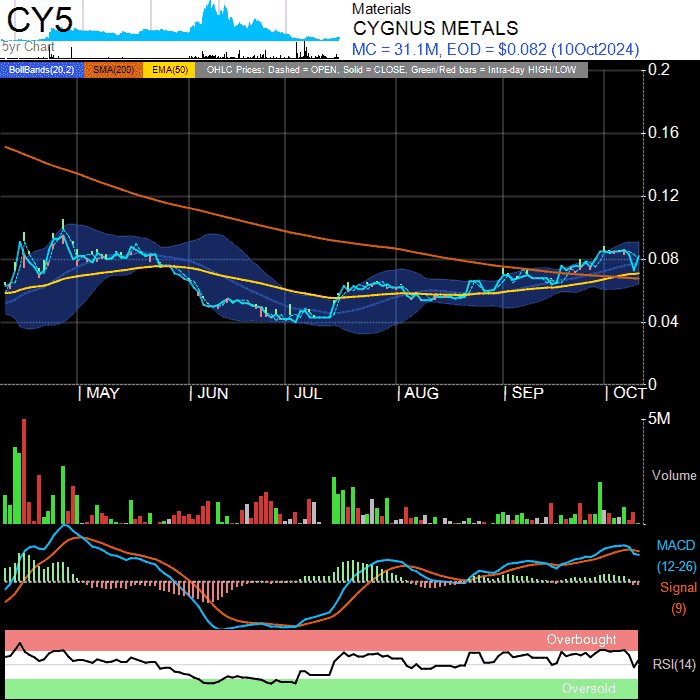 CY5
5yr Chart
Materials
CYGNUS METALS
MC = 31.1M, EOD = $0.082 (10Oct2024)
BollBands(20,2) SMA(200) EMA(50) OHLC Prices: Dashed = OPEN, Solid = CLOSE, Green/Red bars = Intra-day HIGH/LOW
0.2
0.16
0.12
0.08
0.04
0
| MAY | JUN | JUL | AUG | SEP | OCT
5M
Volume
MACD
(12-26)
Signal
(9)
Overbought
RSI(14)
Oversold